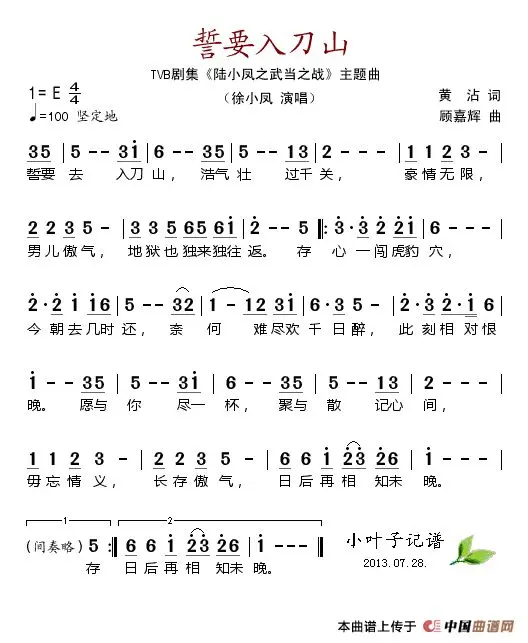 誓要入刀山
TVB剧集《陆小凤之武当之战》主题曲
1= E 4/4
（徐小凤 演唱）
黄 沾 词
♩=100 坚定地
顾嘉辉 曲
35 | 5 - - 3i | 5 - - 35 | 5 - - 35 | 5 - - - | 1 1 2 3 - |
誓要 去 入刀 山， 浩气 壮 过千 关， 豪情无限，
2 2 3 5 - | 3 3 5 65 6i | 2 - - 5 |: 3· 3 2 2i | 6 - - - |
男儿傲气， 地狱也 独来独往 返。 存 心 一 闯 虎豹 穴，
2· 2 i i6 | 5 - - 32 | 1 - 12 3i | 6· 3 5 - | 2· 3 2· i 6 |
今 朝去几时 还， 奈 何 难尽欢 千 日醉， 此 刻相 对恨
i - - 35 | 5 - - 35 | 5 - - 35 | 5 - - 13 | 2 - - - |
晚。 愿与 你 尽一 杯， 聚与 散 记心 间，
1 1 2 3 - | 2 2 3 5 - | 6 6 i 23 26 | i - - - |
毋忘情义， 长存傲气， 日后再相 知未 晚。
1 2
(间奏略) 5 :| 6 6 i 23 26 | i - - - ‖
存 日后再相 知未 晚。
小叶子记谱
2013.07.28.
本曲谱上传于 中国曲谱网